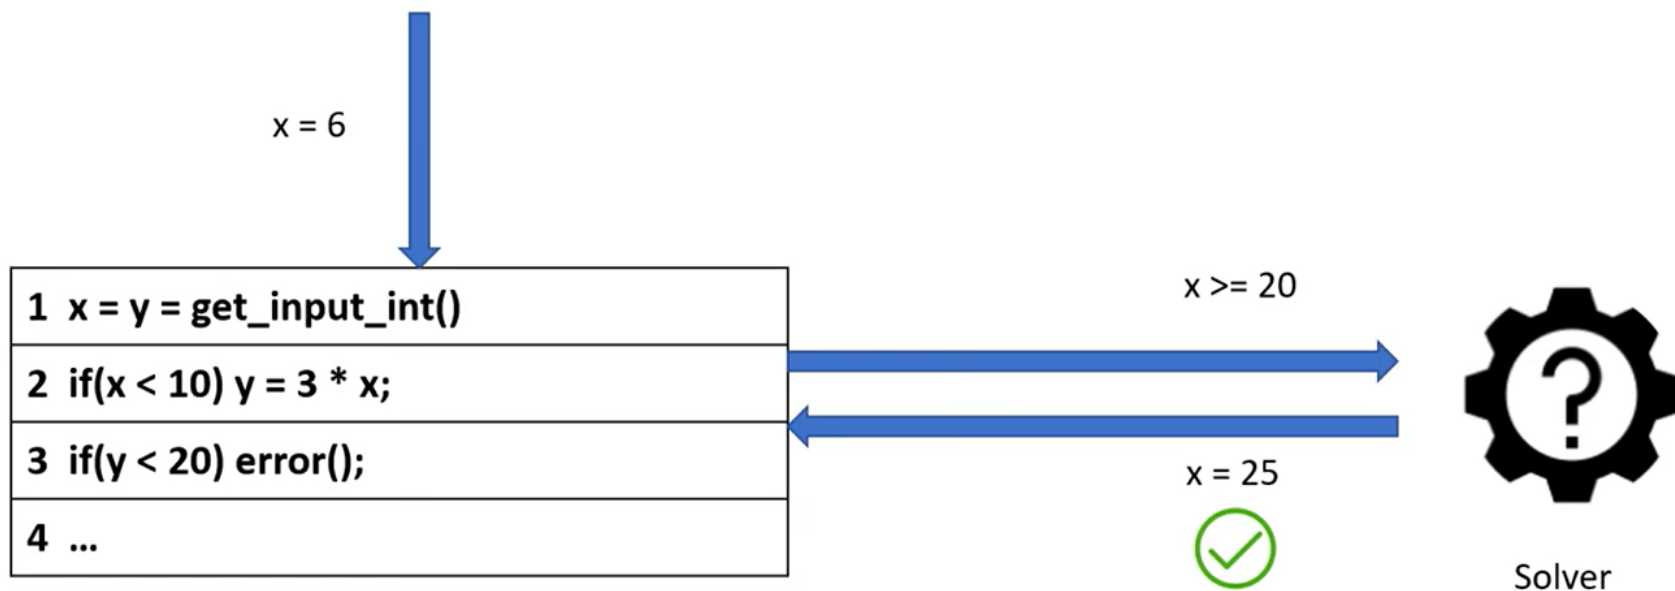 x = 6
1 x = y = get_input_int()
2 if(x < 10) y = 3 * x;
3 if(y < 20) error();
4 ...
x >= 20
x = 25
?
Solver